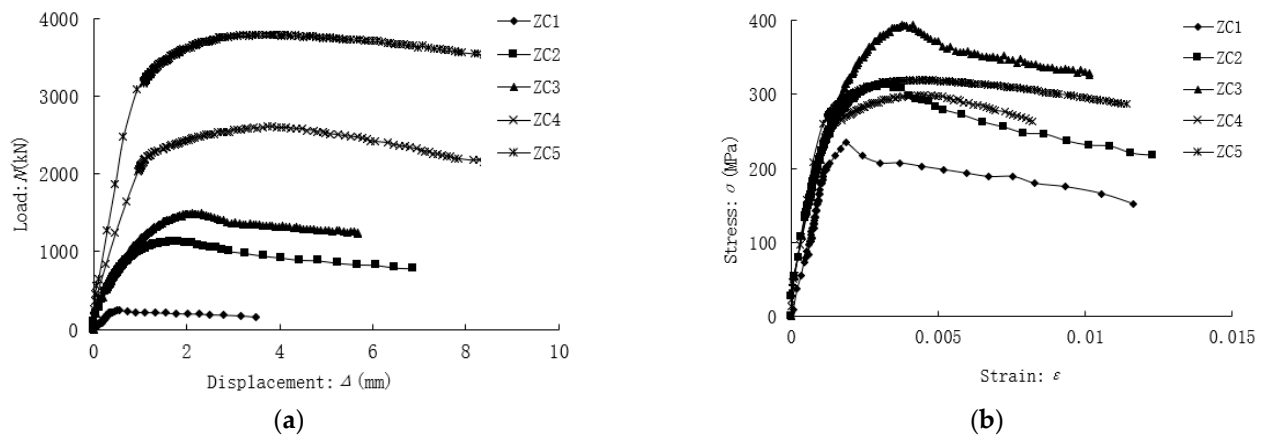 4000
3000
2000
1000
0
Load: N(kN)
0 2 4 6 8 10
Displacement: Δ (mm)
ZC1
ZC2
ZC3
ZC4
ZC5
(a)
400
300
200
100
0
Stress: σ (MPa)
0 0.005 0.01 0.015
Strain: ε
ZC1
ZC2
ZC3
ZC4
ZC5
(b)